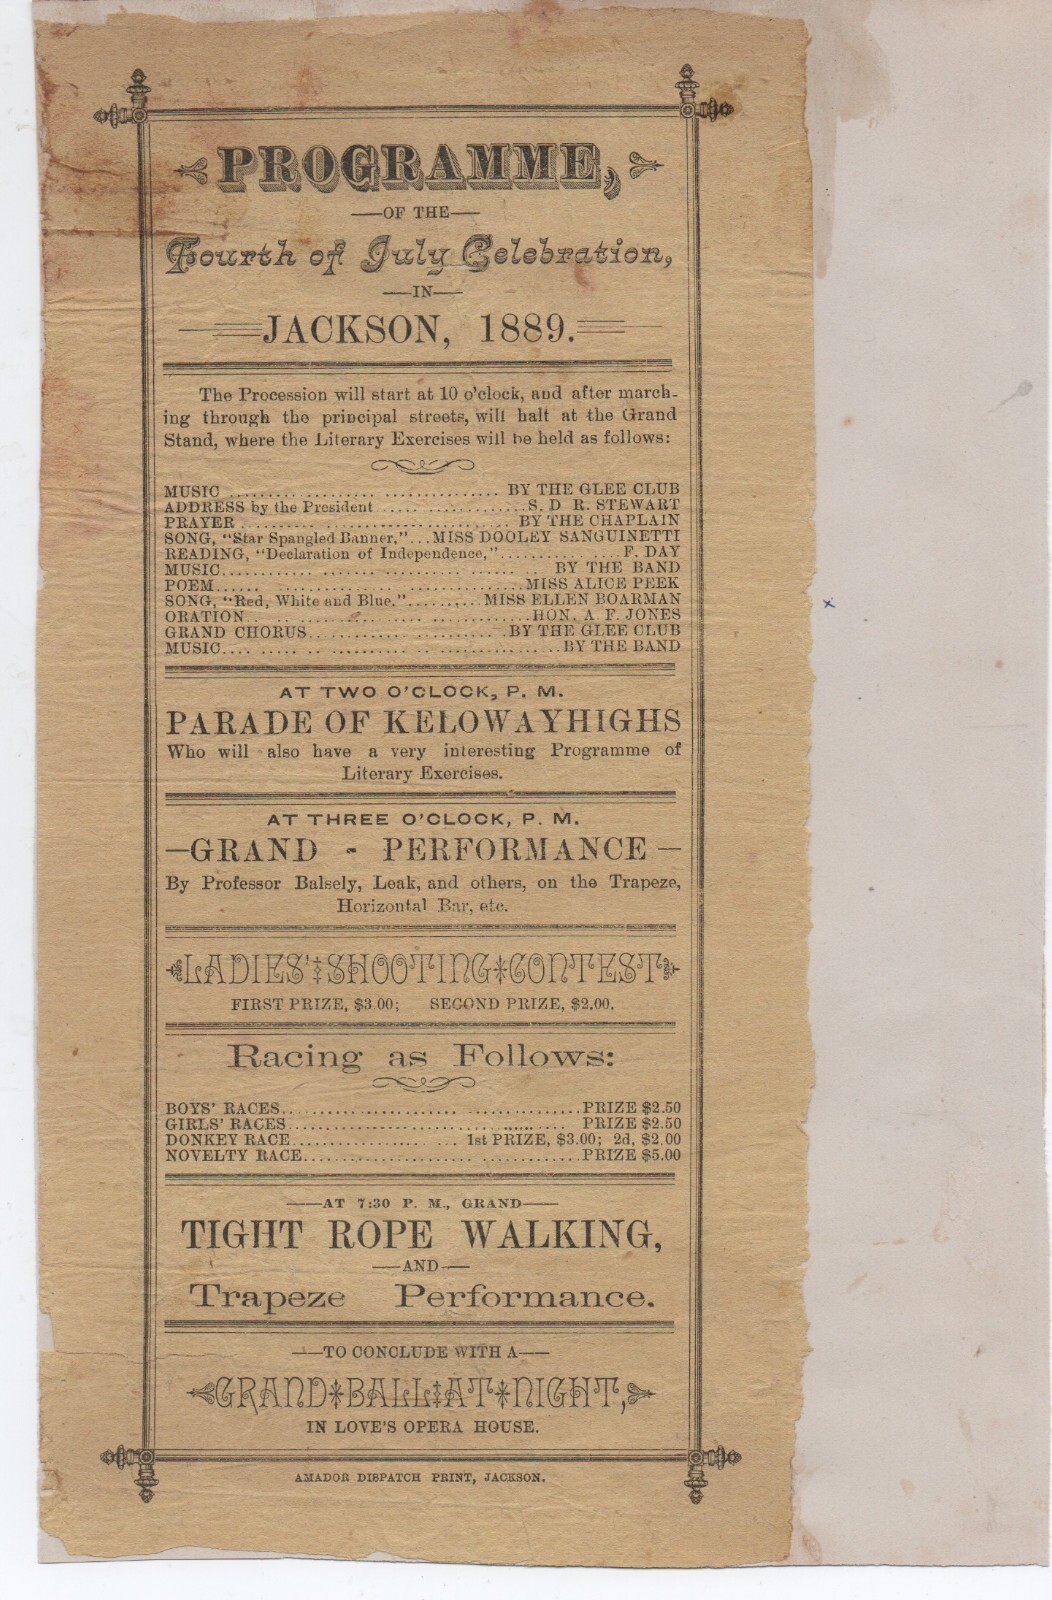 PROGRAMME,
—OF THE—
Fourth of July Celebration,
—IN—
JACKSON, 1889.
The Procession will start at 10 o'clock, and after march-
ing through the principal streets, will halt at the Grand
Stand, where the Literary Exercises will be held as follows:
MUSIC .......... BY THE GLEE CLUB
ADDRESS by the President .......... S. D R. STEWART
PRAYER .......... BY THE CHAPLAIN
SONG, "Star Spangled Banner,"...MISS DOOLEY SANGUINETTI
READING, "Declaration of Independence,"..........F. DAY
MUSIC.......... BY THE BAND
POEM..........MISS ALICE PEEK
SONG, "Red, White and Blue."..........MISS ELLEN BOARMAN
ORATION..........HON. A F. JONES
GRAND CHORUS..........BY THE GLEE CLUB
MUSIC..........BY THE BAND
AT TWO O'CLOCK, P. M.
PARADE OF KELOWAYHIGHS
Who will also have a very interesting Programme of
Literary Exercises.
AT THREE O'CLOCK, P. M.
—GRAND - PERFORMANCE—
By Professor Balsely, Leak, and others, on the Trapeze,
Horizontal Bar, etc.
LADIES' SHOOTING CONTEST
FIRST PRIZE, $3.00; SECOND PRIZE, $2.00.
Racing as Follows:
BOYS' RACES..........PRIZE $2.50
GIRLS' RACES.......... PRIZE $2.50
DONKEY RACE.......... 1st PRIZE, $3.00; 2d, $2.00
NOVELTY RACE..........PRIZE $5.00
—AT 7:30 P. M., GRAND—
TIGHT ROPE WALKING,
—AND—
Trapeze Performance.
—TO CONCLUDE WITH A—
GRAND BALL AT NIGHT,
IN LOVE'S OPERA HOUSE.
AMADOR DISPATCH PRINT, JACKSON.